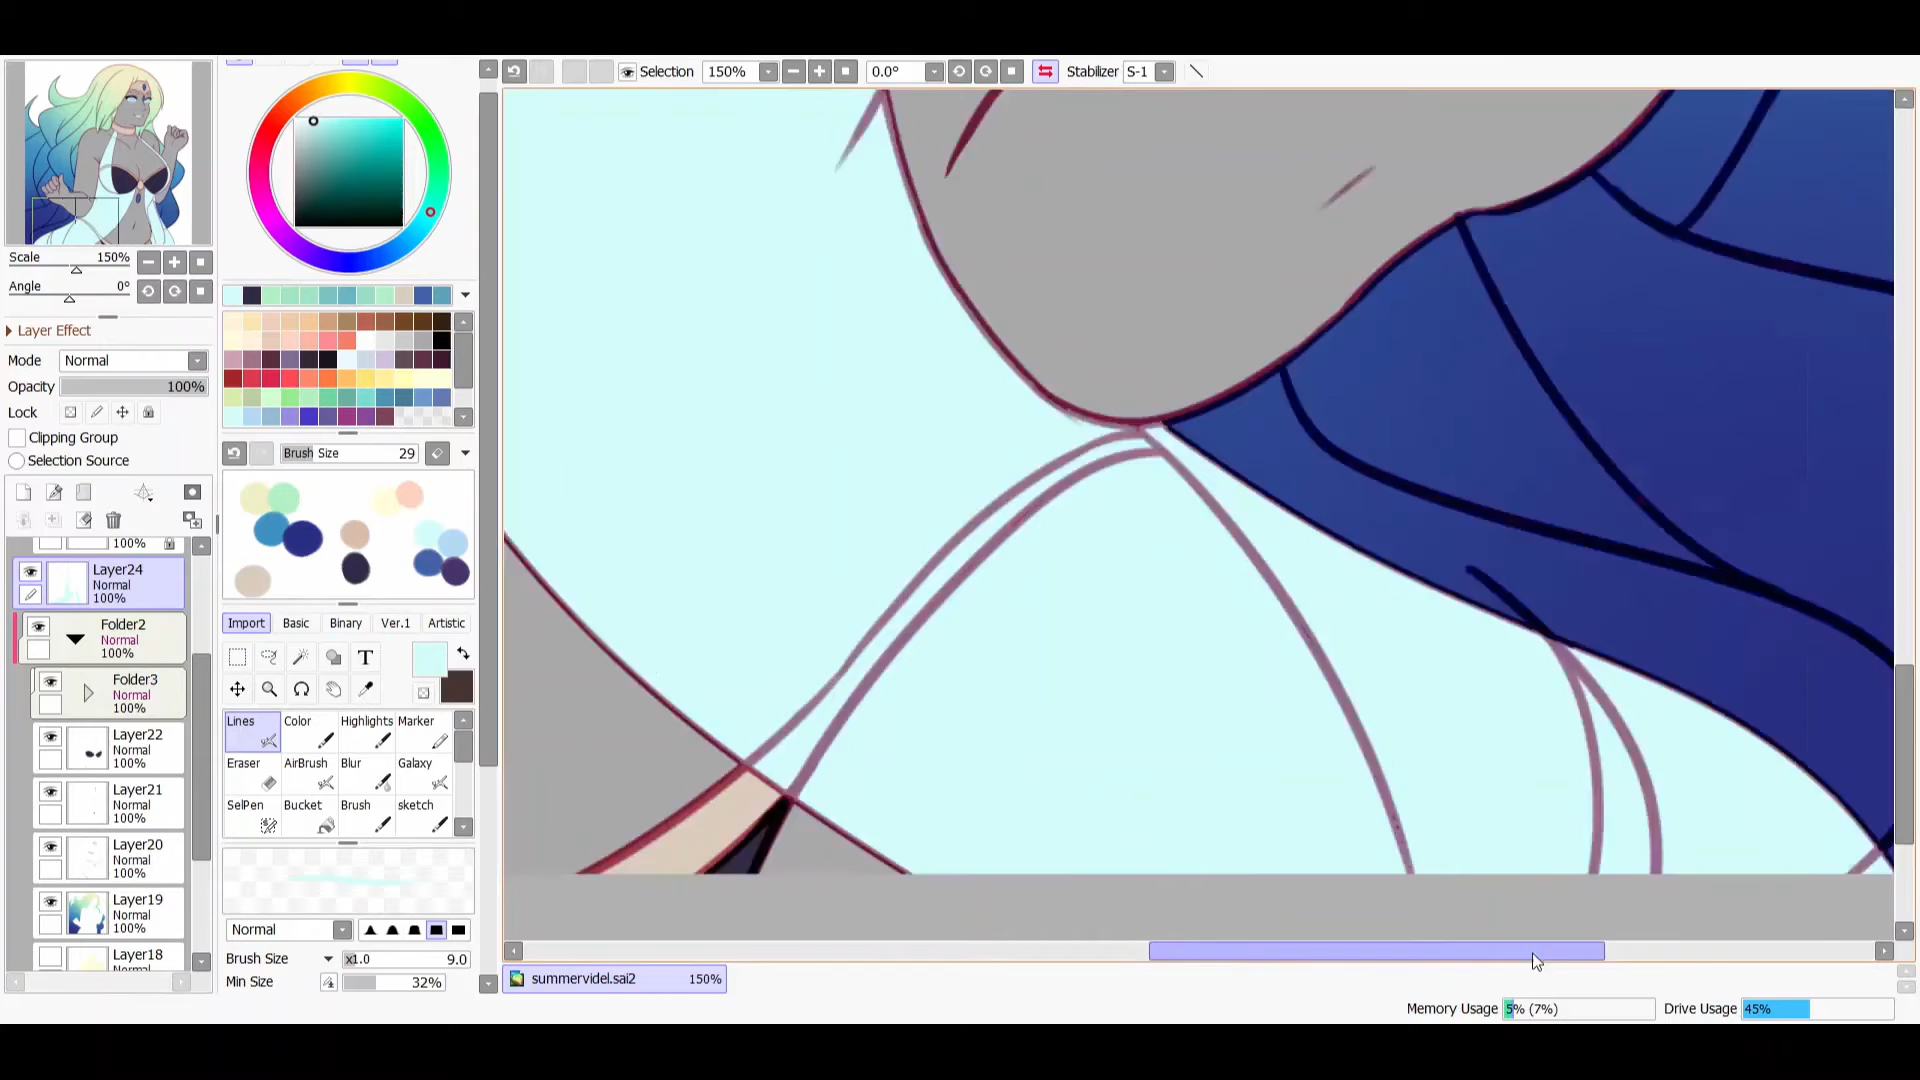 Selection 150% 0.0° Stabilizer S-1
Scale 150%
Angle 0°
Layer Effect
Mode Normal
Opacity 100%
Lock
Clipping Group
Selection Source
100%
Layer24
Normal
100%
Folder2
Normal
100%
Folder3
Normal
100%
Layer22
Normal
100%
Layer21
Normal
100%
Layer20
Normal
100%
Layer19
Normal
100%
Layer18
Normal
Brush Size 29
Import Basic Binary Ver.1 Artistic
T
Lines Color Highlights Marker
Eraser AirBrush Blur Galaxy
SelPen Bucket Brush sketch
Normal
Brush Size x1.0 9.0
Min Size 32%
summervidel.sai2 150%
Memory Usage 5% (7%) Drive Usage 45%